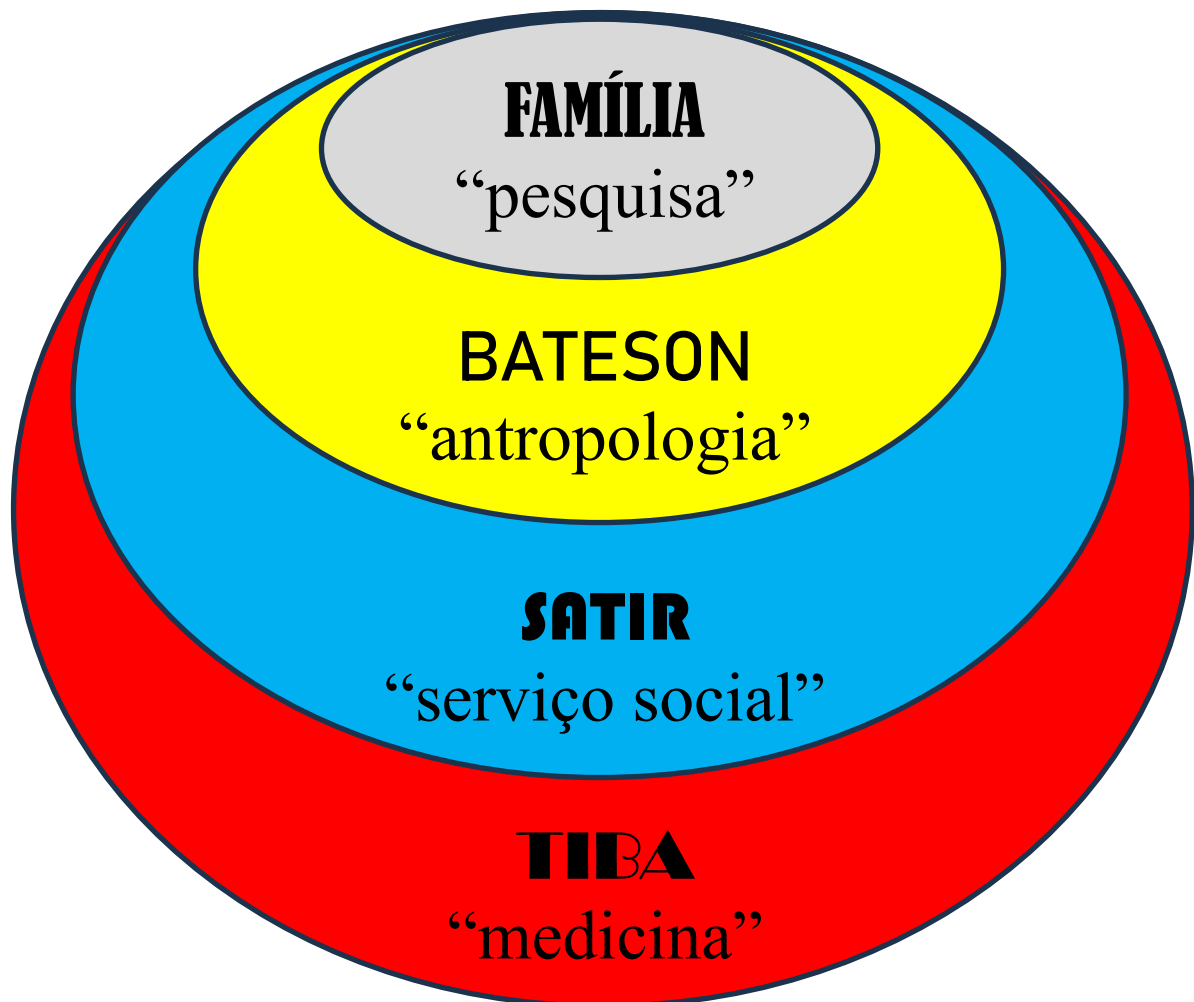 FAMÍLIA
“pesquisa”
BATESON
“antropologia”
SATIR
“serviço social”
TIBA
“medicina”